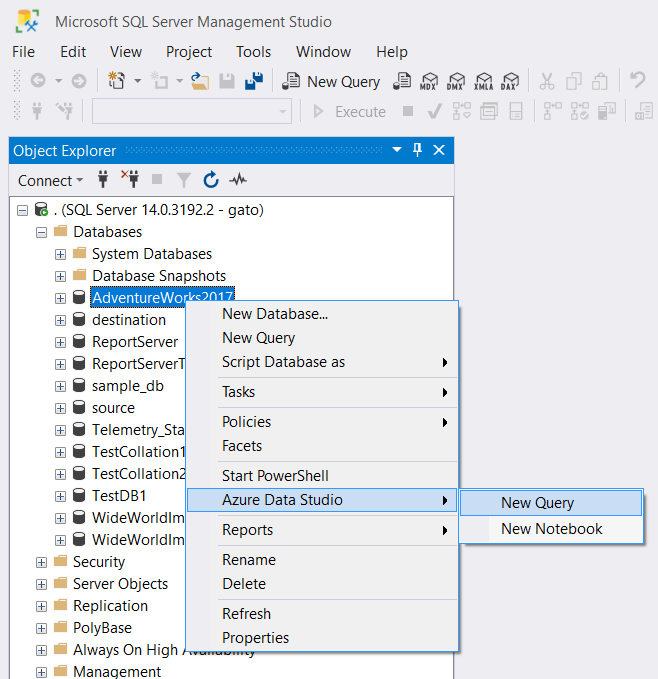 Microsoft SQL Server Management Studio
File Edit View Project Tools Window Help
New Query MDX DMX XMLA DAX
Execute
Object Explorer
Connect
. (SQL Server 14.0.3192.2 - gato)
Databases
System Databases
Database Snapshots
AdventureWorks2017
destination
ReportServer
ReportServerT
sample_db
source
Telemetry_Sta
TestCollation1
TestCollation2
TestDB1
WideWorldIm
WideWorldIm
Security
Server Objects
Replication
PolyBase
Always On High Availability
Management
New Database...
New Query
Script Database as
Tasks
Policies
Facets
Start PowerShell
Azure Data Studio
Reports
Rename
Delete
Refresh
Properties
New Query
New Notebook